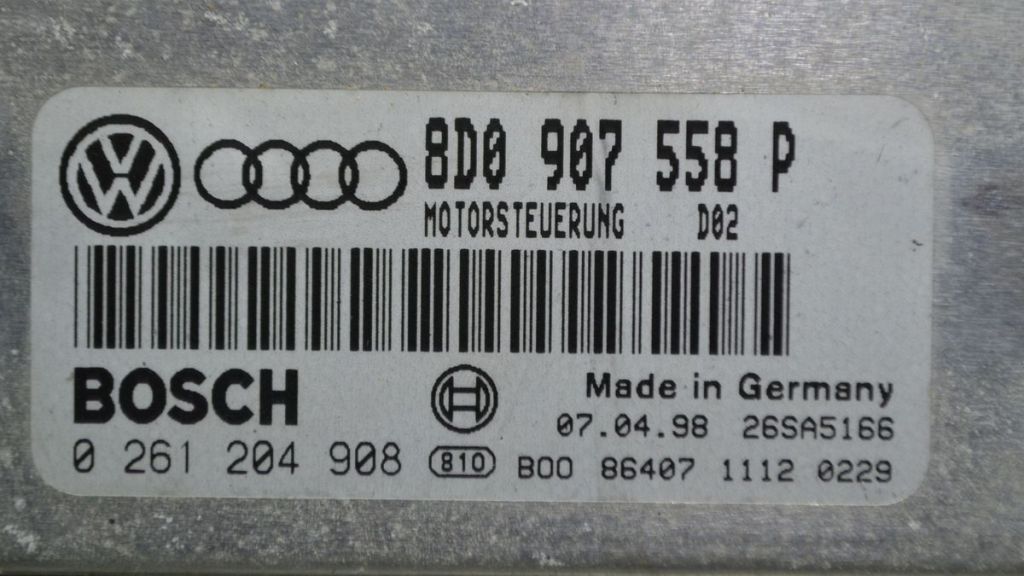 8D0 907 558 P
MOTORSTEUERUNG D02
BOSCH
Made in Germany
07.04.98 26SA5166
0 261 204 908 810 B00 86407 1112 0229